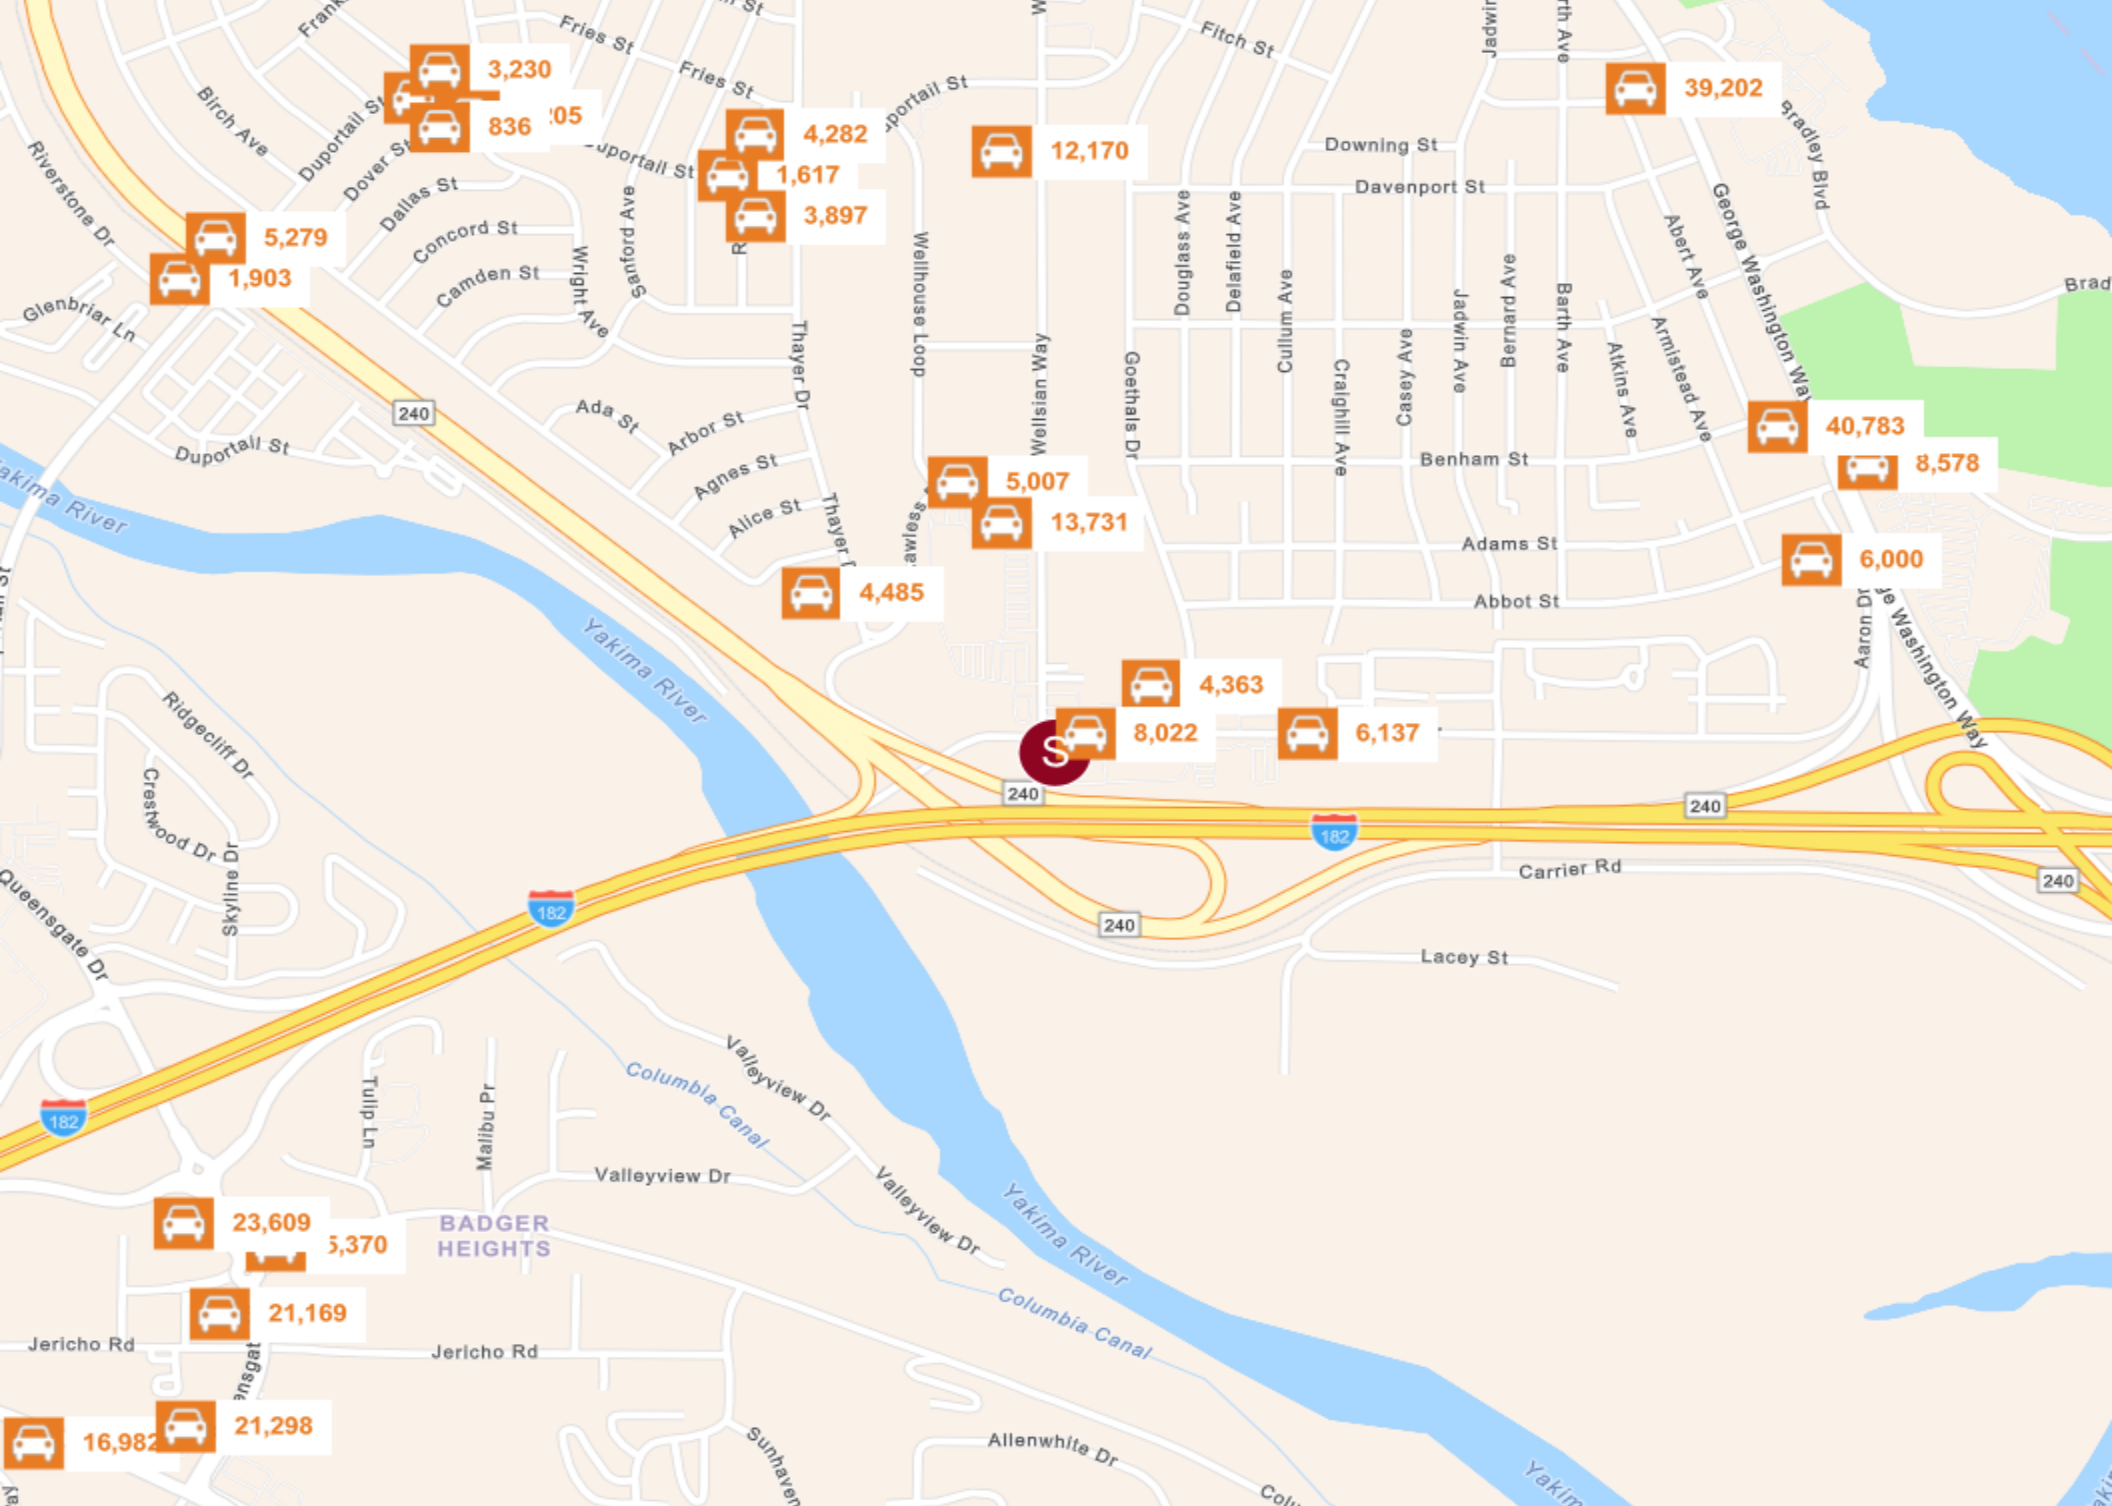 St
Fries St
Fries St
Fitch St
3,230
836
Birch Ave
Duportail St
Dover St
Dallas St
Duportail St
4,282
1,617
3,897
12,170
Downing St
Davenport St
39,202
Bradley Blvd
Riverstone Dr
5,279
1,903
Concord St
Camden St
Wright Ave
Sanford Ave
Wellhouse Loop
Douglass Ave
Delafield Ave
Cullum Ave
Jadwin Ave
Bernard Ave
Barth Ave
Abert Ave
George Washington Way
Glenbriar Ln
240
Ada St
Arbor St
Agnes St
Alice St
Thayer Dr
Wellsian Way
Goethals Dr
Craighill Ave
Casey Ave
Atkins Ave
Armistead Ave
40,783
8,578
Benham St
Duportail St
Yakima River
5,007
13,731
Adams St
6,000
4,485
Abbot St
Aaron Dr
Washington Way
Yakima River
4,363
8,022
6,137
S
240
182
240
Ridgecliff Dr
Crestwood Dr
Skyline Dr
Queensgate Dr
182
240
Carrier Rd
240
Lacey St
Tulip Ln
Malibu Pr
Valleyview Dr
Columbia Canal
182
Valleyview Dr
Valleyview Dr
Yakima River
23,609
5,370
BADGER
HEIGHTS
21,169
Columbia Canal
Jericho Rd
Jericho Rd
16,982
21,298
Sunhaven
Allenwhite Dr